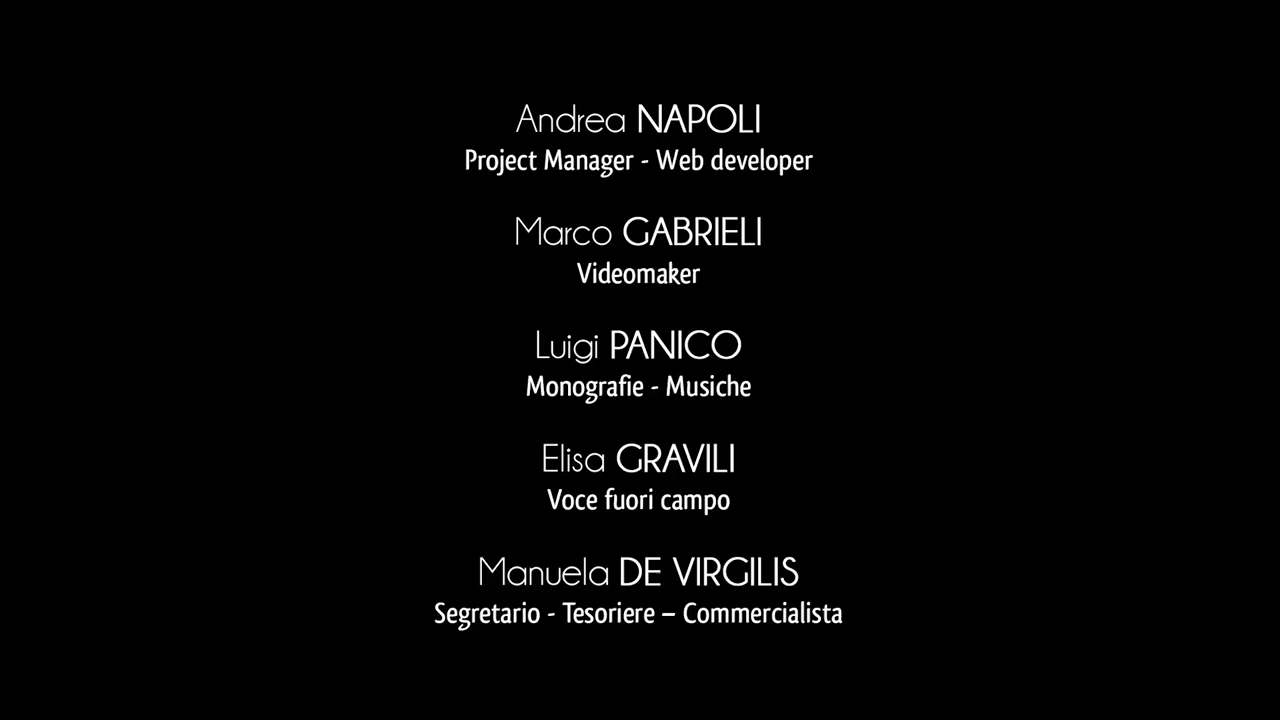 Andrea NAPOLI
Project Manager - Web developer
Marco GABRIELI
Videomaker
Luigi PANICO
Monografie - Musiche
Elisa GRAVILI
Voce fuori campo
Manuela DE VIRGILIS
Segretario - Tesoriere – Commercialista